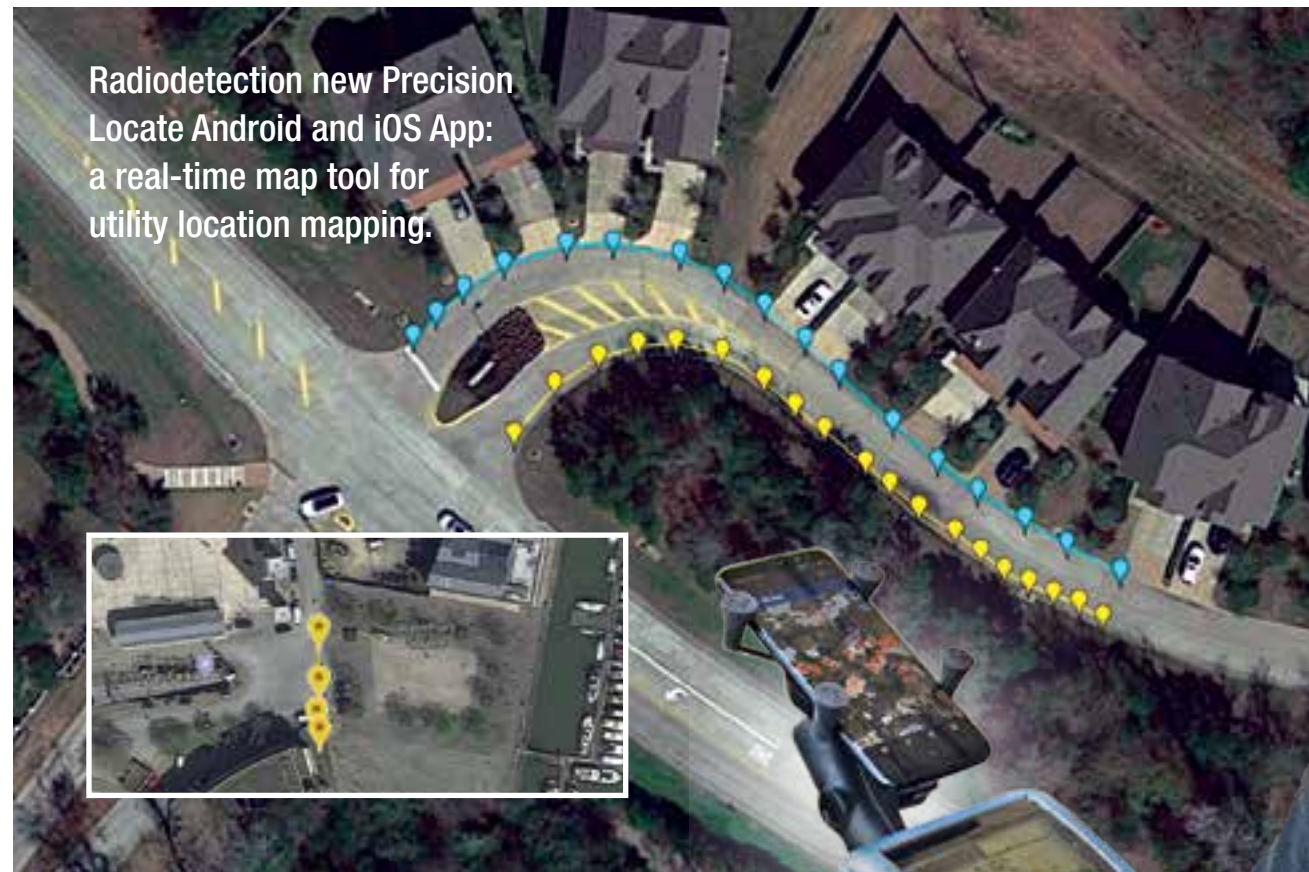 Radiodetection new Precision
Locate Android and iOS App:
a real-time map tool for
utility location mapping.